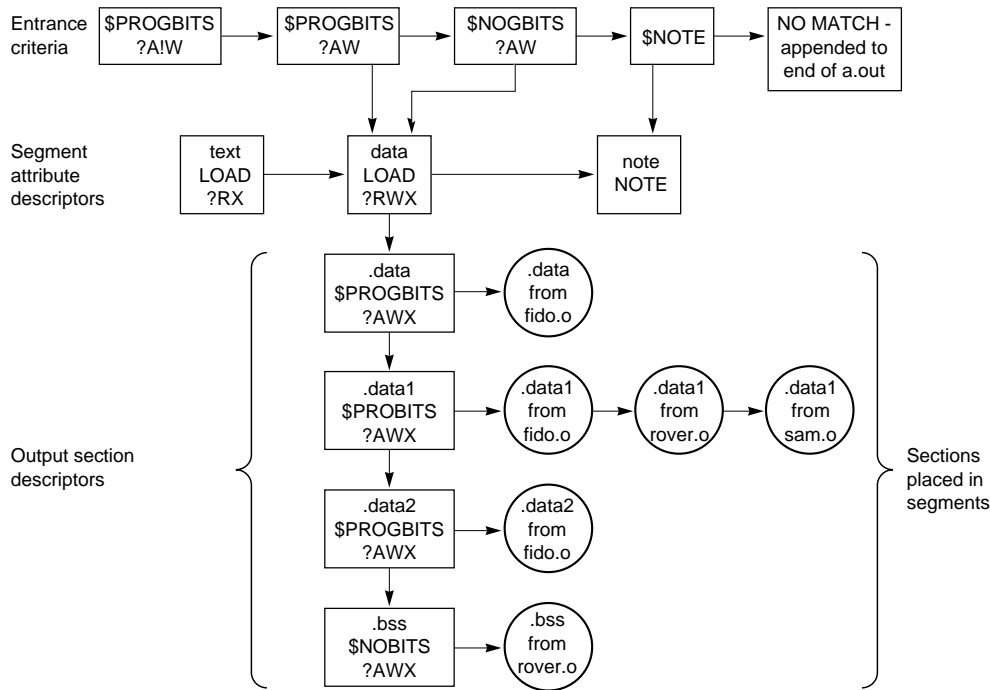 Entrance
criteria
$PROGBITS
?A!W
$PROGBITS
?AW
$NOGBITS
?AW
$NOTE
NO MATCH -
appended to
end of a.out
Segment
attribute
descriptors
text
LOAD
?RX
data
LOAD
?RWX
note
NOTE
.data
$PROGBITS
?AWX
.data
from
fido.o
.data1
$PROBITS
?AWX
.data1
from
fido.o
.data1
from
rover.o
.data1
from
sam.o
Output section
descriptors
Sections
placed in
segments
.data2
$PROGBITS
?AWX
.data2
from
fido.o
.bss
$NOBITS
?AWX
.bss
from
rover.o